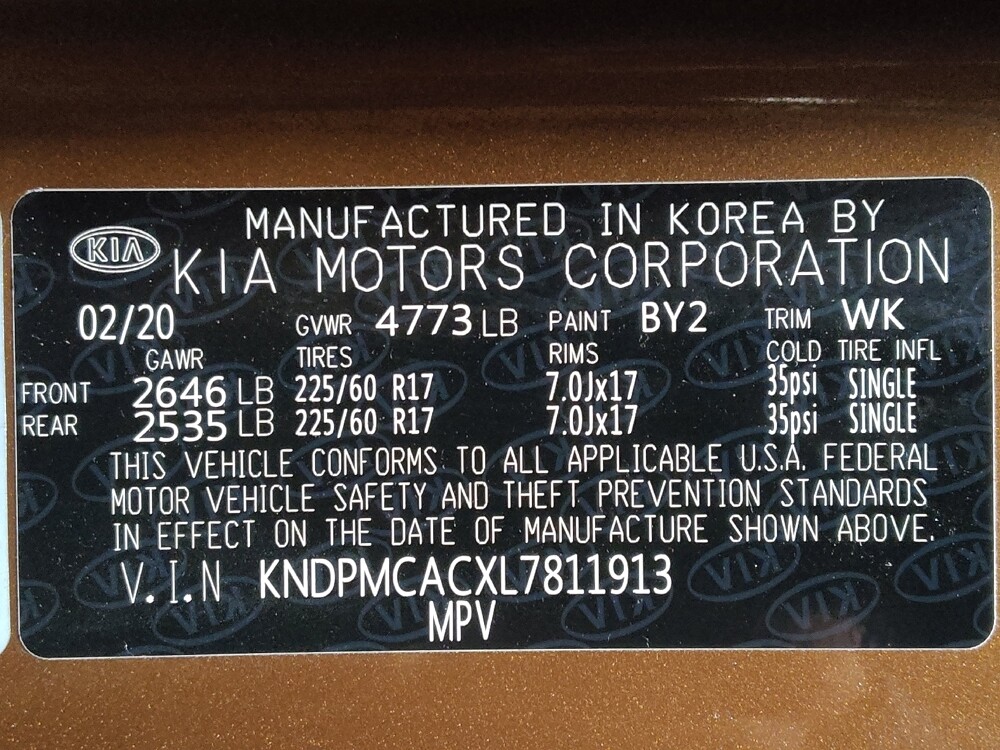 MANUFACTURED IN KOREA BY
KIA KIA MOTORS CORPORATION
02/20 GVWR 4773 LB PAINT BY2 TRIM WK
GAWR TIRES RIMS COLD TIRE INFL
FRONT 2646 LB 225/60 R17 7.0Jx17 35psi SINGLE
REAR 2535 LB 225/60 R17 7.0Jx17 35psi SINGLE
THIS VEHICLE CONFORMS TO ALL APPLICABLE U.S.A. FEDERAL
MOTOR VEHICLE SAFETY AND THEFT PREVENTION STANDARDS
IN EFFECT ON THE DATE OF MANUFACTURE SHOWN ABOVE.
V.I.N KNDPMCACXL7811913
MPV